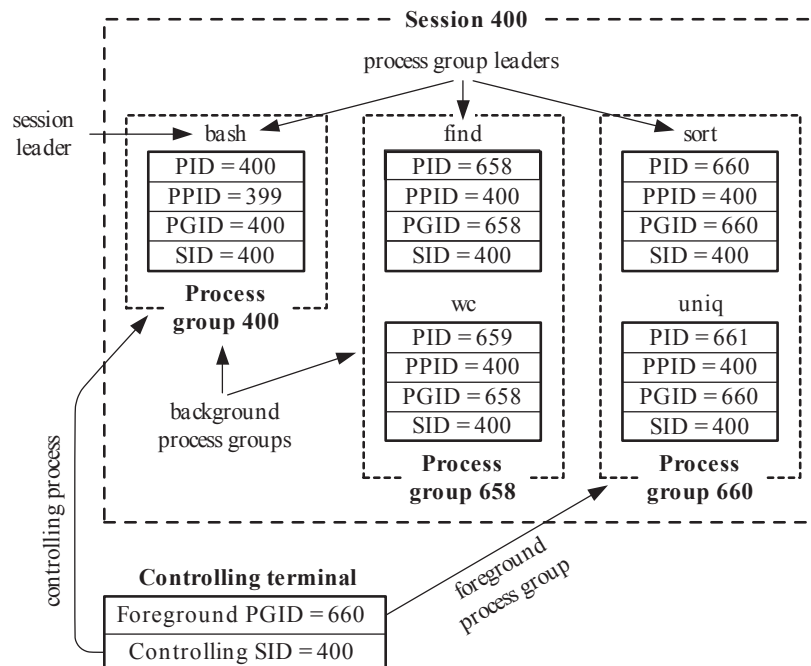 Session 400
process group leaders
session
leader
bash
PID = 400
PPID = 399
PGID = 400
SID = 400
Process
group 400
find
PID = 658
PPID = 400
PGID = 658
SID = 400
wc
PID = 659
PPID = 400
PGID = 658
SID = 400
Process
group 658
sort
PID = 660
PPID = 400
PGID = 660
SID = 400
uniq
PID = 661
PPID = 400
PGID = 660
SID = 400
Process
group 660
background
process groups
controlling process
foreground
process group
Controlling terminal
Foreground PGID = 660
Controlling SID = 400